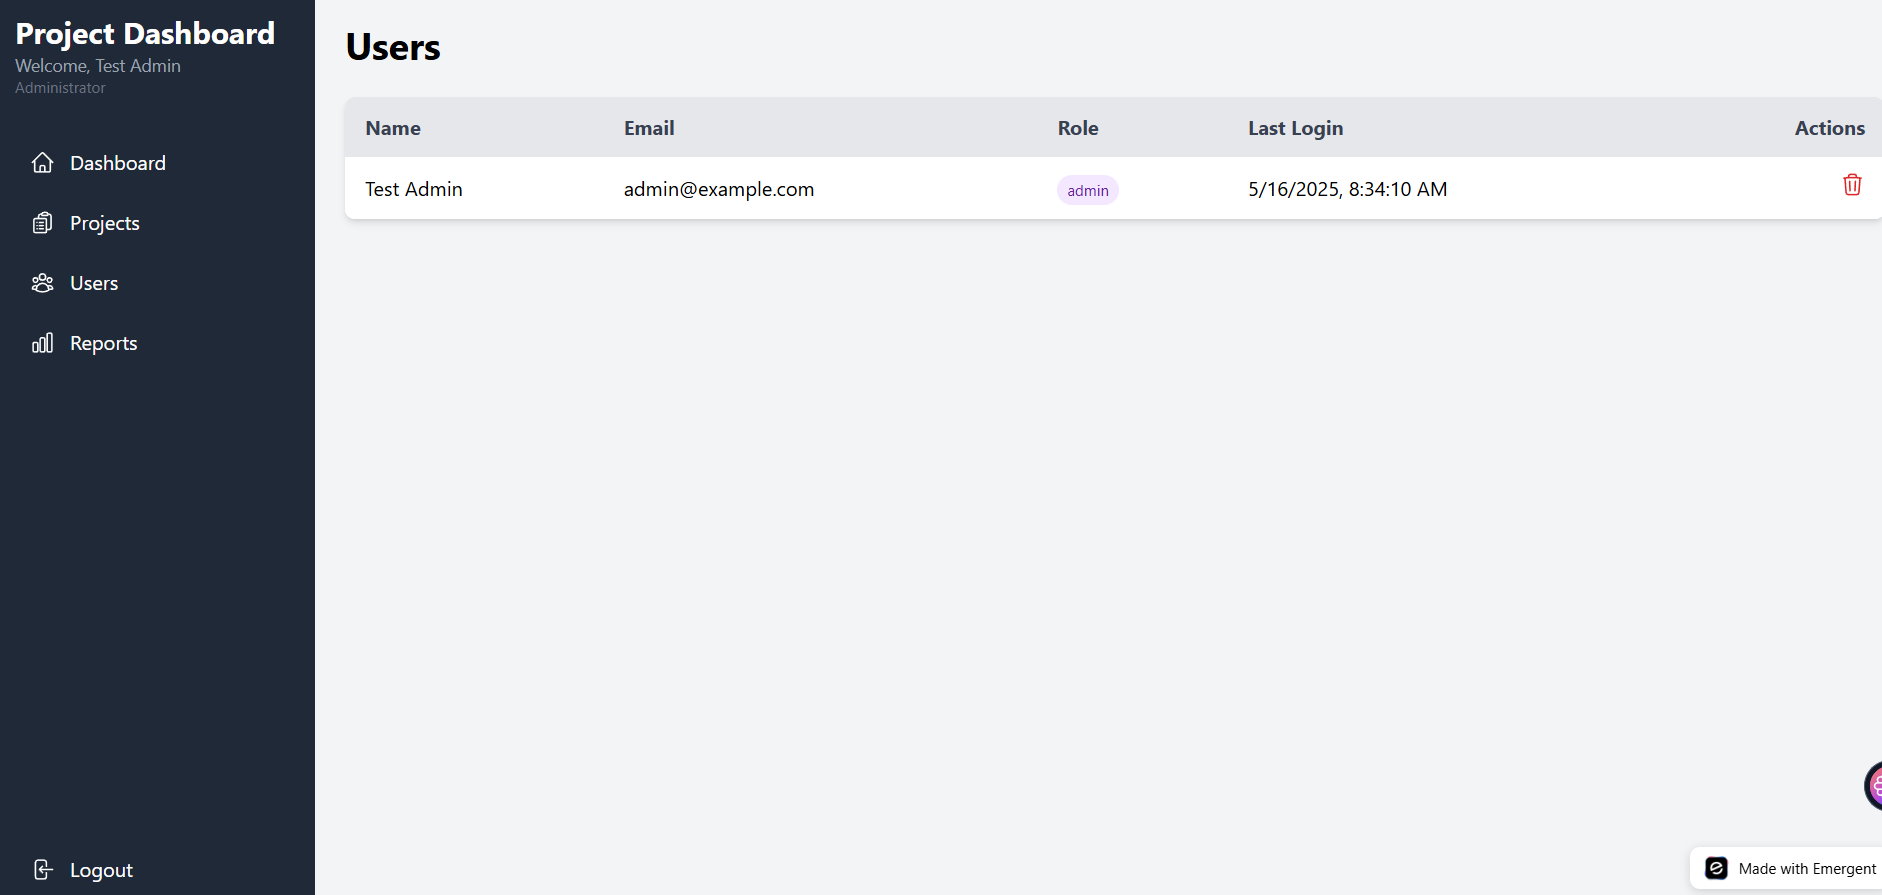 Project Dashboard
Welcome, Test Admin
Administrator
Dashboard
Projects
Users
Reports
Logout
Users
Name Email Role Last Login Actions
Test Admin admin@example.com admin 5/16/2025, 8:34:10 AM
Made with Emergent